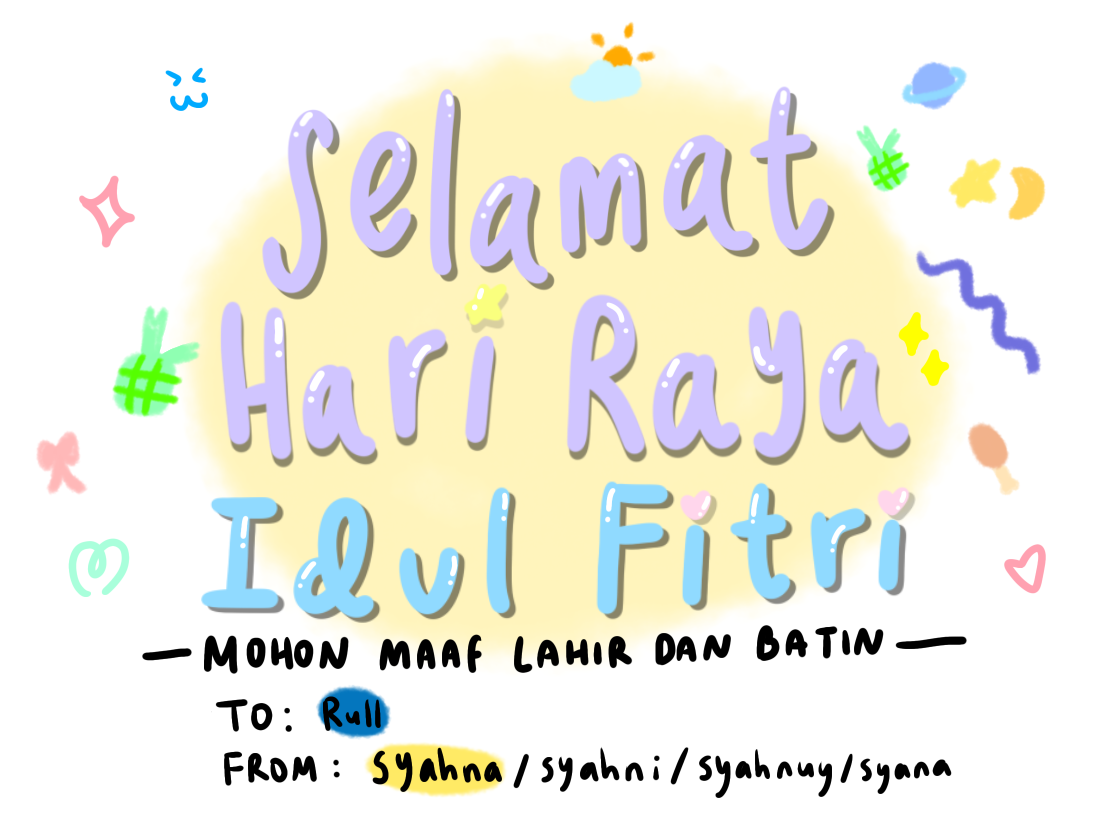 Selamat
Hari Raya
Idul Fitri
— MOHON MAAF LAHIR DAN BATIN —
TO: Rull
FROM: Syahna / syahni / syahnuy / syana